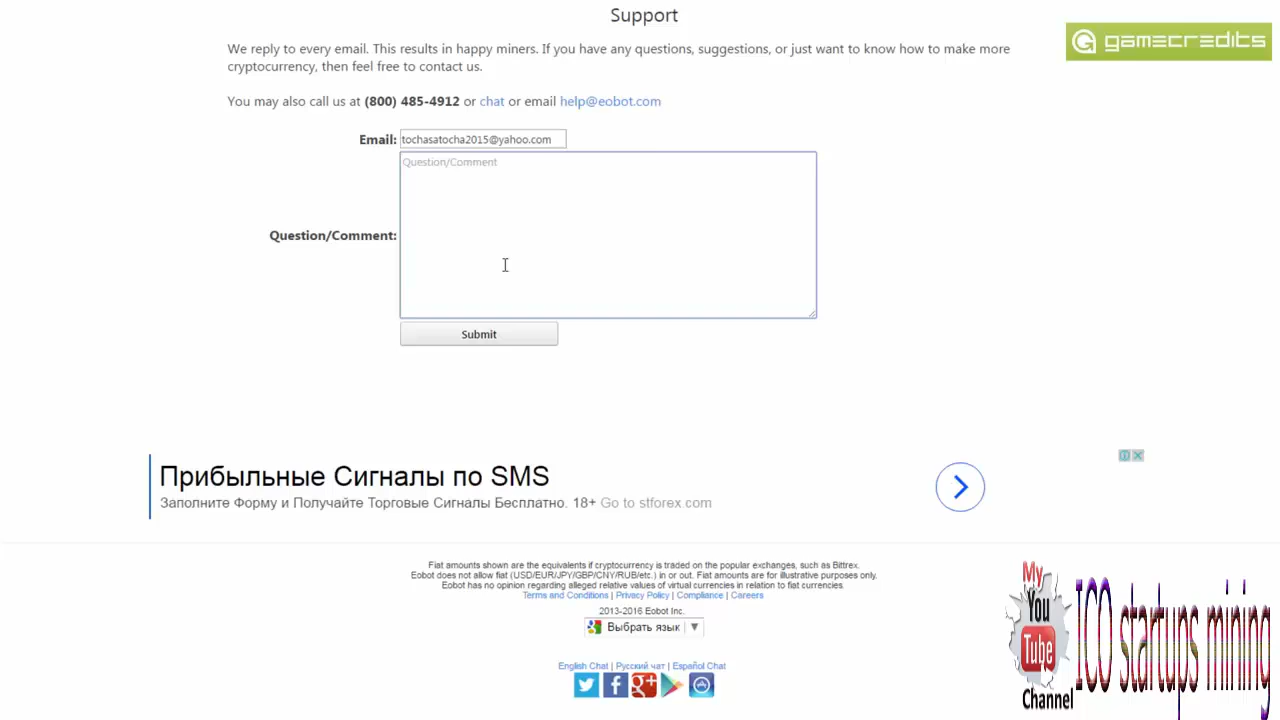 Support
gamecredits
We reply to every email. This results in happy miners. If you have any questions, suggestions, or just want to know how to make more
cryptocurrency, then feel free to contact us.
You may also call us at (800) 485-4912 or chat or email help@eobot.com
Email: tochasatocha2015@yahoo.com
Question/Comment
Question/Comment:
Submit
Прибыльные Сигналы по SMS
Заполните Форму и Получайте Торговые Сигналы Бесплатно. 18+ Go to stforex.com
Fiat amounts shown are the equivalents if cryptocurrency is traded on the popular exchanges, such as Bittrex.
Eobot does not allow fiat (USD/EUR/JPY/GBP/CNY/RUB/etc.) in or out. Fiat amounts are for illustrative purposes only.
Eobot has no opinion regarding alleged relative values of virtual currencies in relation to fiat currencies.
Terms and Conditions | Privacy Policy | Compliance | Careers
2013-2016 Eobot Inc.
Выбрать язык
English Chat | Русский чат | Español Chat
My
You
Tube
Channel
ICO startups mining